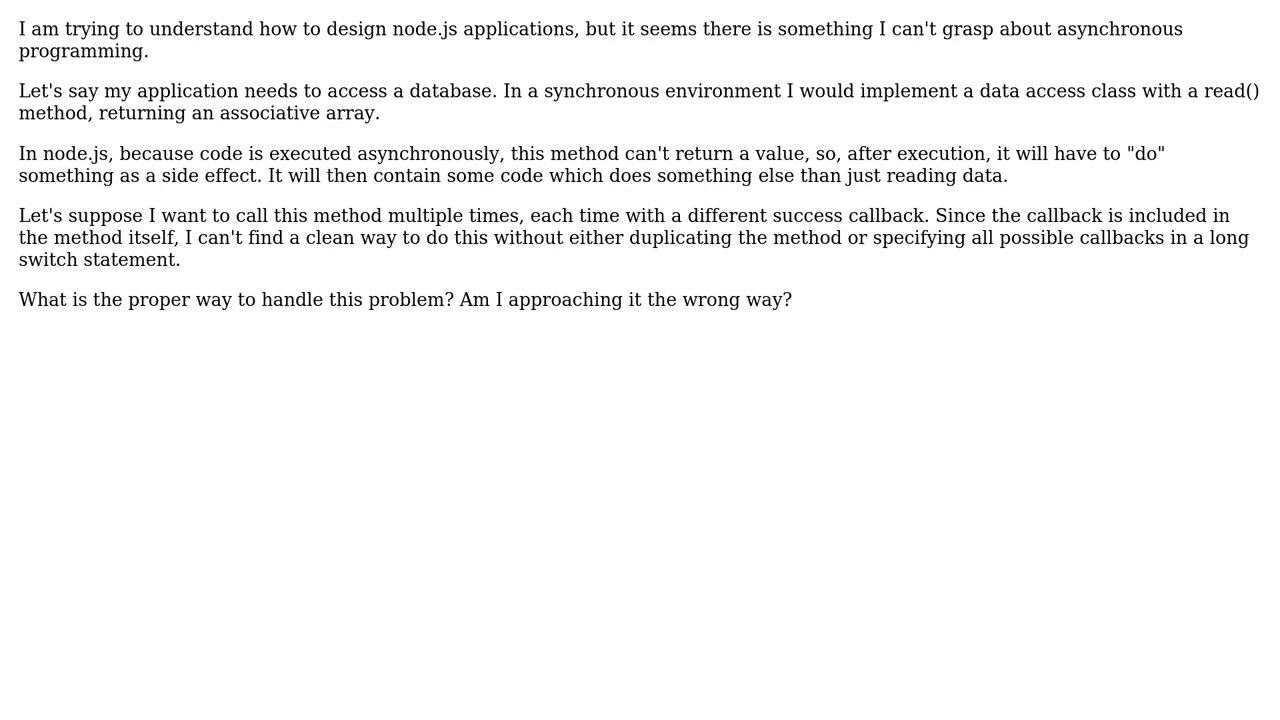 I am trying to understand how to design node.js applications, but it seems there is something I can't grasp about asynchronous
programming.
Let's say my application needs to access a database. In a synchronous environment I would implement a data access class with a read()
method, returning an associative array.
In node.js, because code is executed asynchronously, this method can't return a value, so, after execution, it will have to "do"
something as a side effect. It will then contain some code which does something else than just reading data.
Let's suppose I want to call this method multiple times, each time with a different success callback. Since the callback is included in
the method itself, I can't find a clean way to do this without either duplicating the method or specifying all possible callbacks in a long
switch statement.
What is the proper way to handle this problem? Am I approaching it the wrong way?